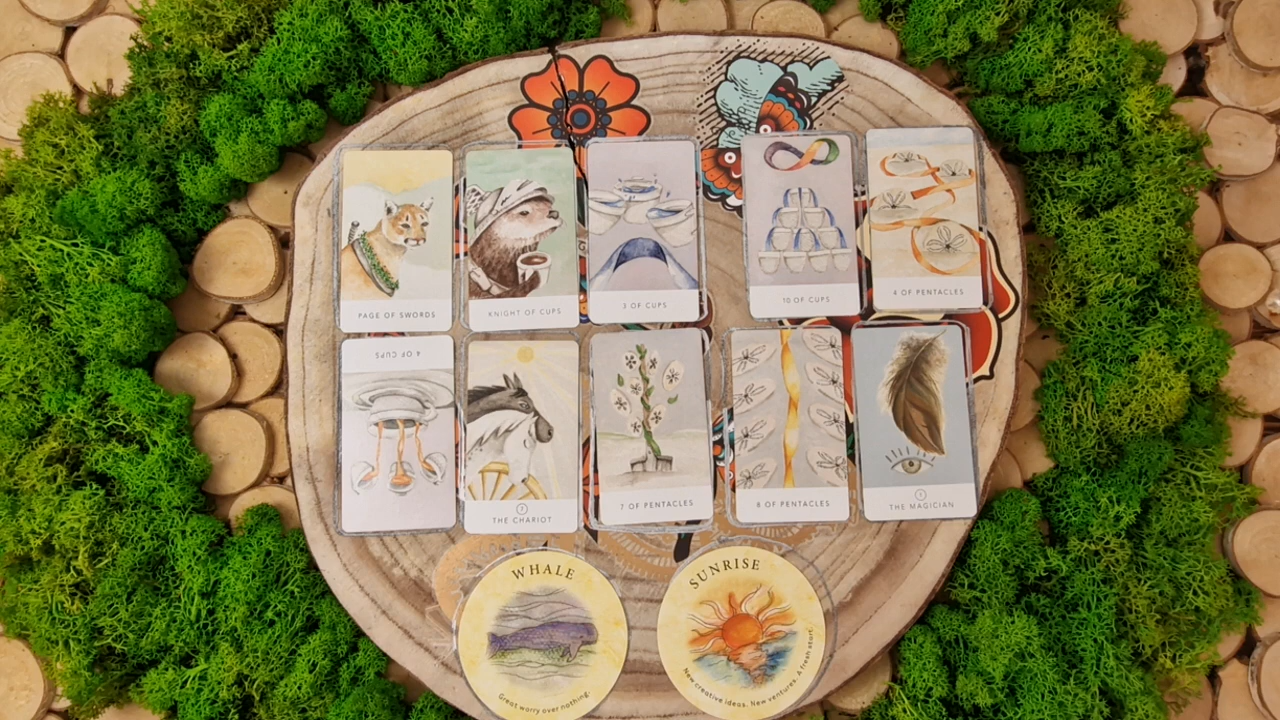 PAGE OF SWORDS
KNIGHT OF CUPS
3 OF CUPS
10 OF CUPS
4 OF PENTACLES
4 OF CUPS
7
THE CHARIOT
7 OF PENTACLES
8 OF PENTACLES
1
THE MAGICIAN
WHALE
Great worry over nothing.
SUNRISE
New creative ideas. New ventures. A fresh start.